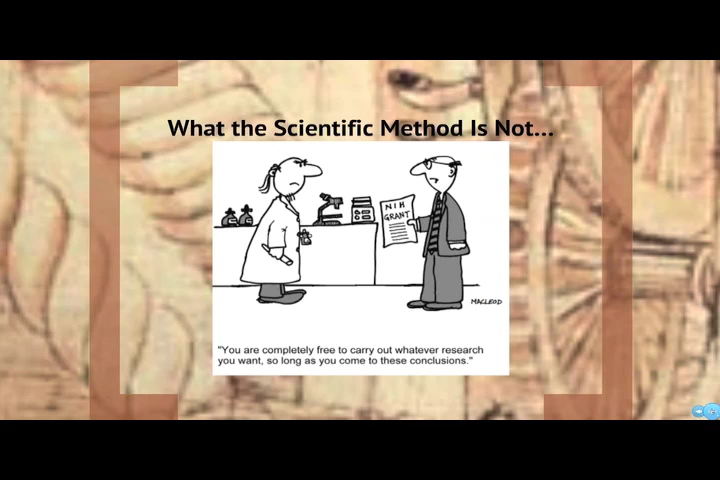 What the Scientific Method Is Not...
NIH
GRANT
MACLEOD
"You are completely free to carry out whatever research
you want, so long as you come to these conclusions."